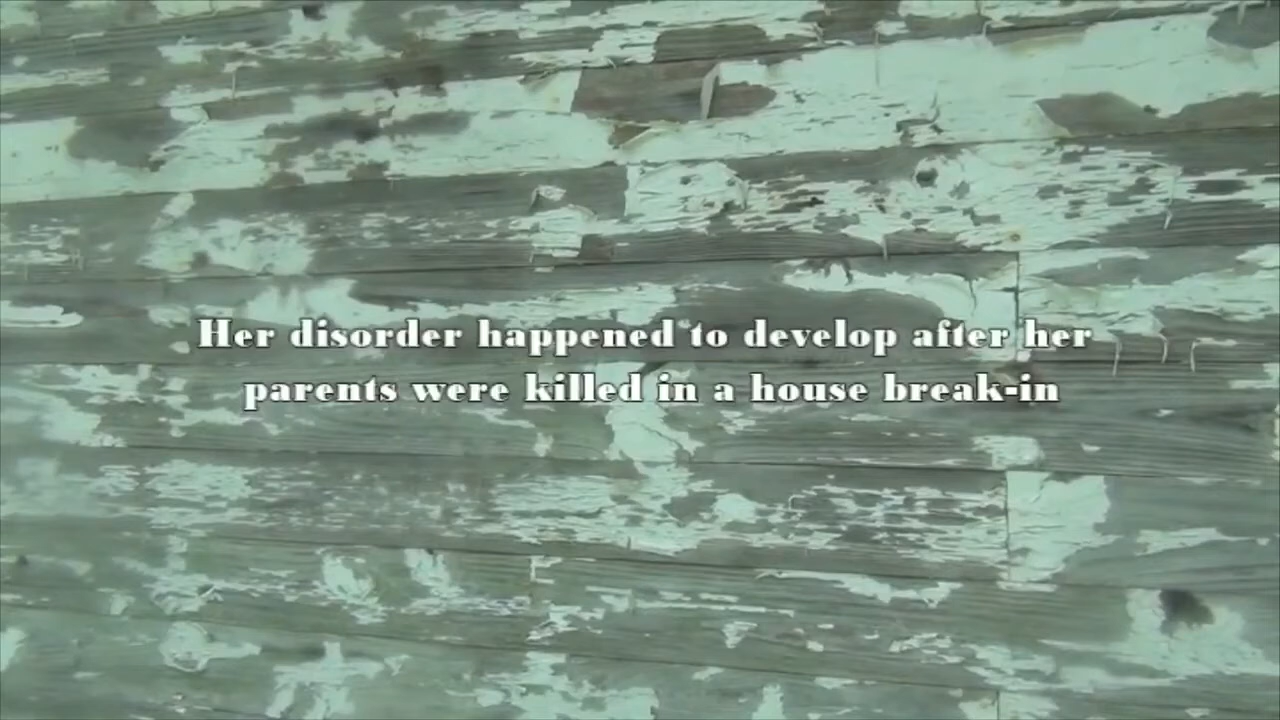 Her disorder happened to develop after her
parents were killed in a house break-in